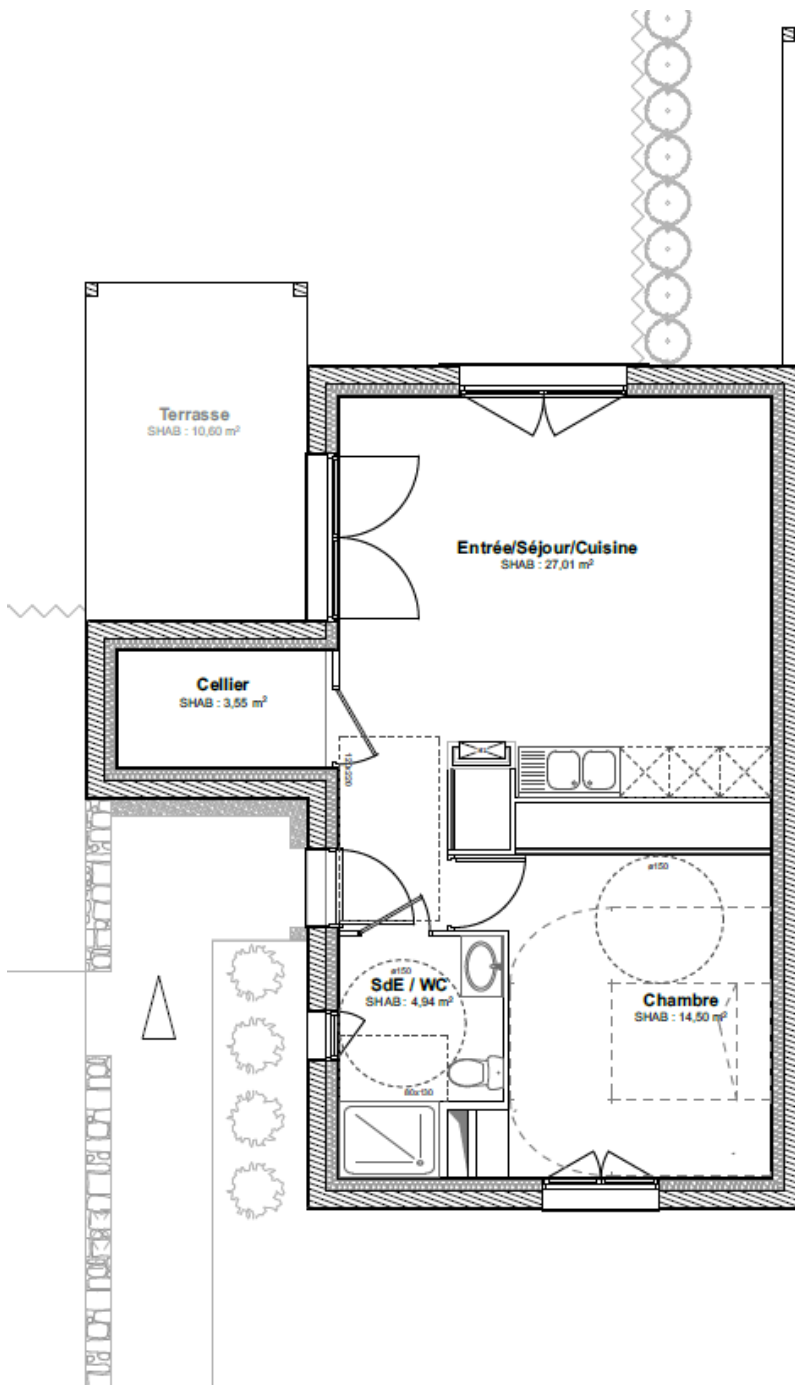 Terrasse
SHAB : 10,60 m²
Entrée/Séjour/Cuisine
SHAB : 27,01 m²
Cellier
SHAB : 3,55 m²
120x220
ø150
ø150
SdE / WC
SHAB : 4,94 m²
Chambre
SHAB : 14,50 m²
80x130